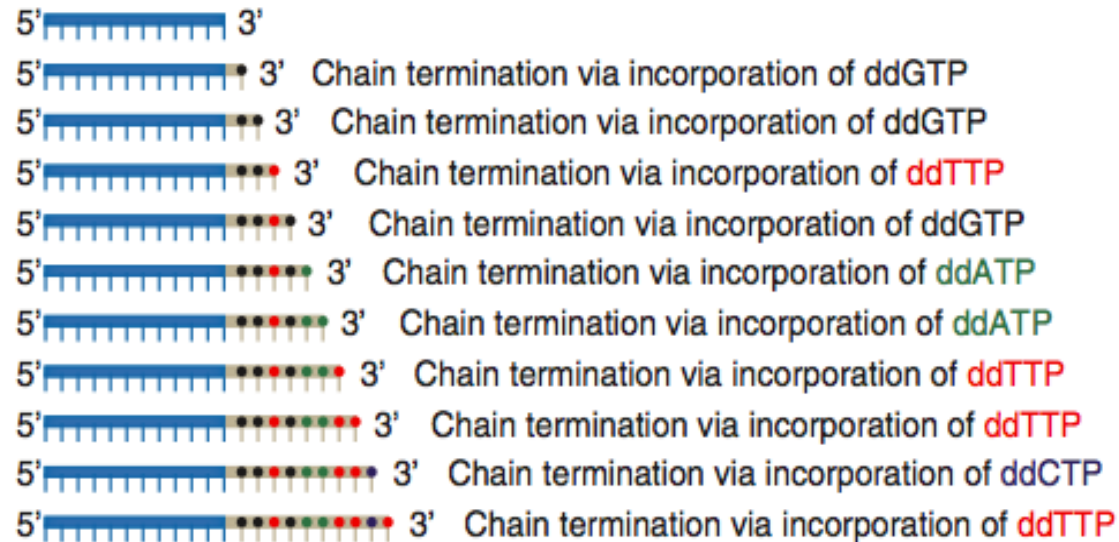 5’ 3’
5’ 3’ Chain termination via incorporation of ddGTP
5’ 3’ Chain termination via incorporation of ddGTP
5’ 3’ Chain termination via incorporation of ddTTP
5’ 3’ Chain termination via incorporation of ddGTP
5’ 3’ Chain termination via incorporation of ddATP
5’ 3’ Chain termination via incorporation of ddATP
5’ 3’ Chain termination via incorporation of ddTTP
5’ 3’ Chain termination via incorporation of ddTTP
5’ 3’ Chain termination via incorporation of ddCTP
5’ 3’ Chain termination via incorporation of ddTTP